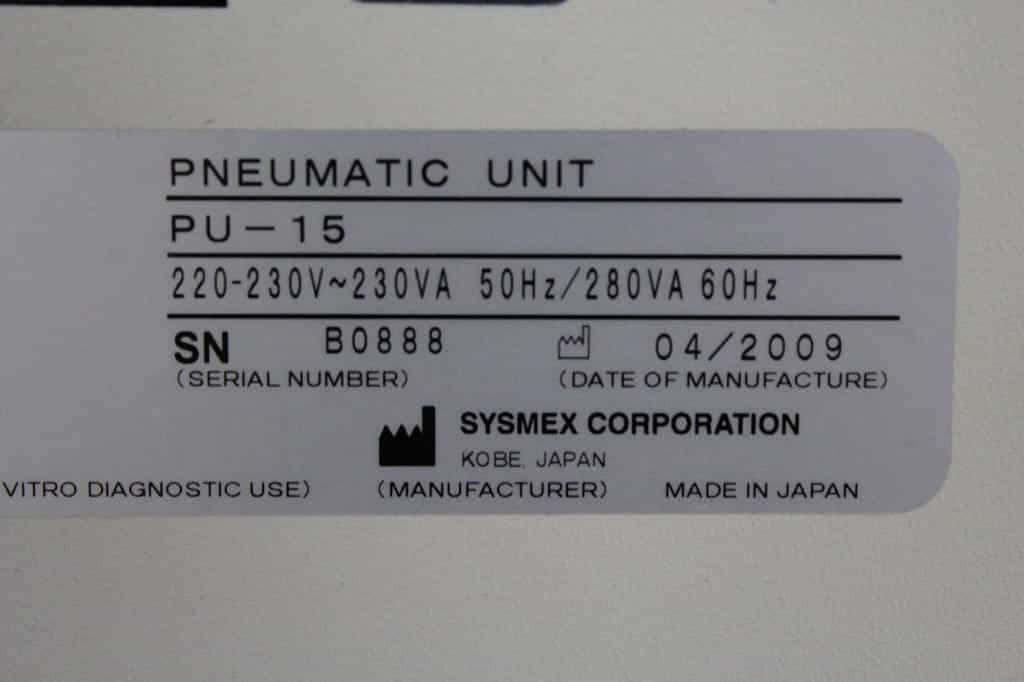 PNEUMATIC UNIT
PU-15
220-230V~230VA 50Hz/280VA 60Hz
SN B0888 04/2009
(SERIAL NUMBER) (DATE OF MANUFACTURE)
SYSMEX CORPORATION
KOBE, JAPAN
VITRO DIAGNOSTIC USE) (MANUFACTURER) MADE IN JAPAN